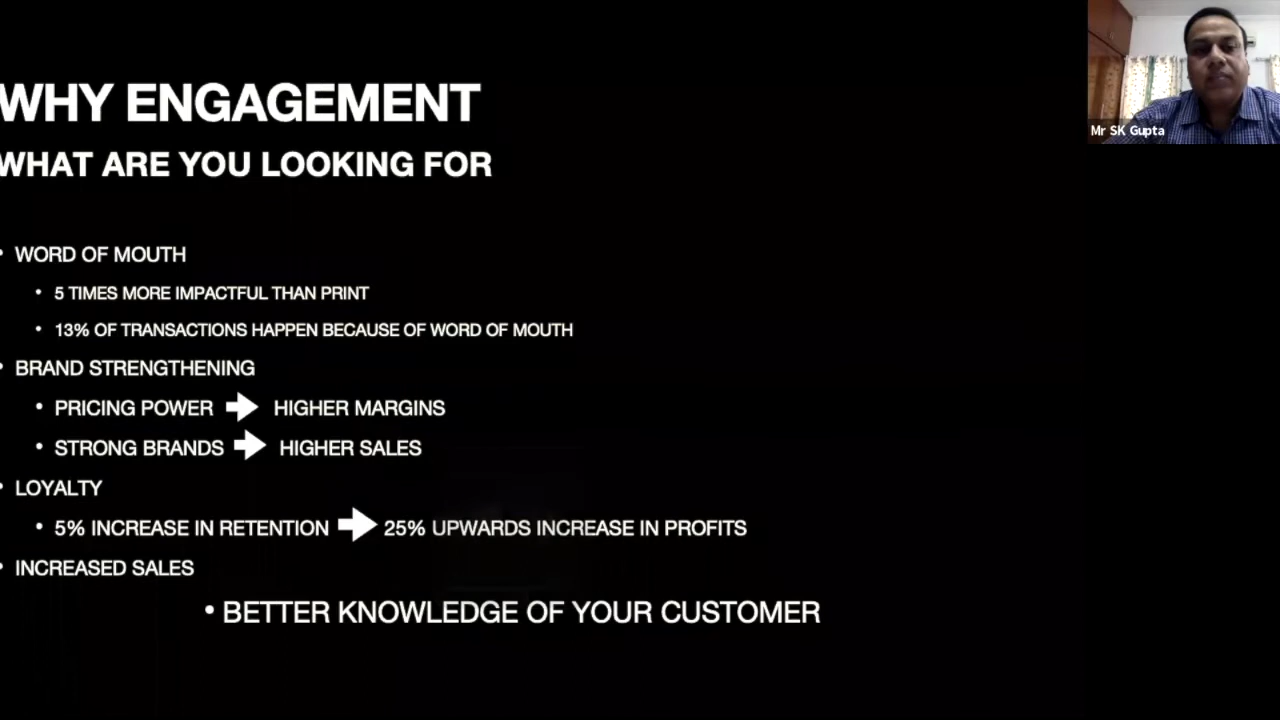 WHY ENGAGEMENT
WHAT ARE YOU LOOKING FOR
• WORD OF MOUTH
• 5 TIMES MORE IMPACTFUL THAN PRINT
• 13% OF TRANSACTIONS HAPPEN BECAUSE OF WORD OF MOUTH
• BRAND STRENGTHENING
• PRICING POWER ➡ HIGHER MARGINS
• STRONG BRANDS ➡ HIGHER SALES
• LOYALTY
• 5% INCREASE IN RETENTION ➡ 25% UPWARDS INCREASE IN PROFITS
• INCREASED SALES
• BETTER KNOWLEDGE OF YOUR CUSTOMER
Mr SK Gupta